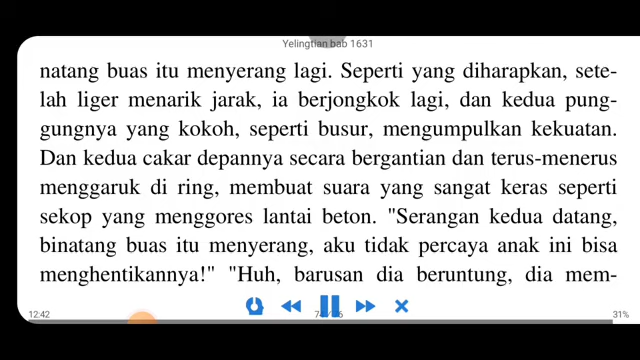 Yelingtian bab 1631
natang buas itu menyerang lagi. Seperti yang diharapkan, sete-
lah liger menarik jarak, ia berjongkok lagi, dan kedua pung-
gungnya yang kokoh, seperti busur, mengumpulkan kekuatan.
Dan kedua cakar depannya secara bergantian dan terus-menerus
menggaruk di ring, membuat suara yang sangat keras seperti
sekop yang menggores lantai beton. "Serangan kedua datang,
binatang buas itu menyerang, aku tidak percaya anak ini bisa
menghentikannya!" "Huh, barusan dia beruntung, dia mem-
12:42
31%